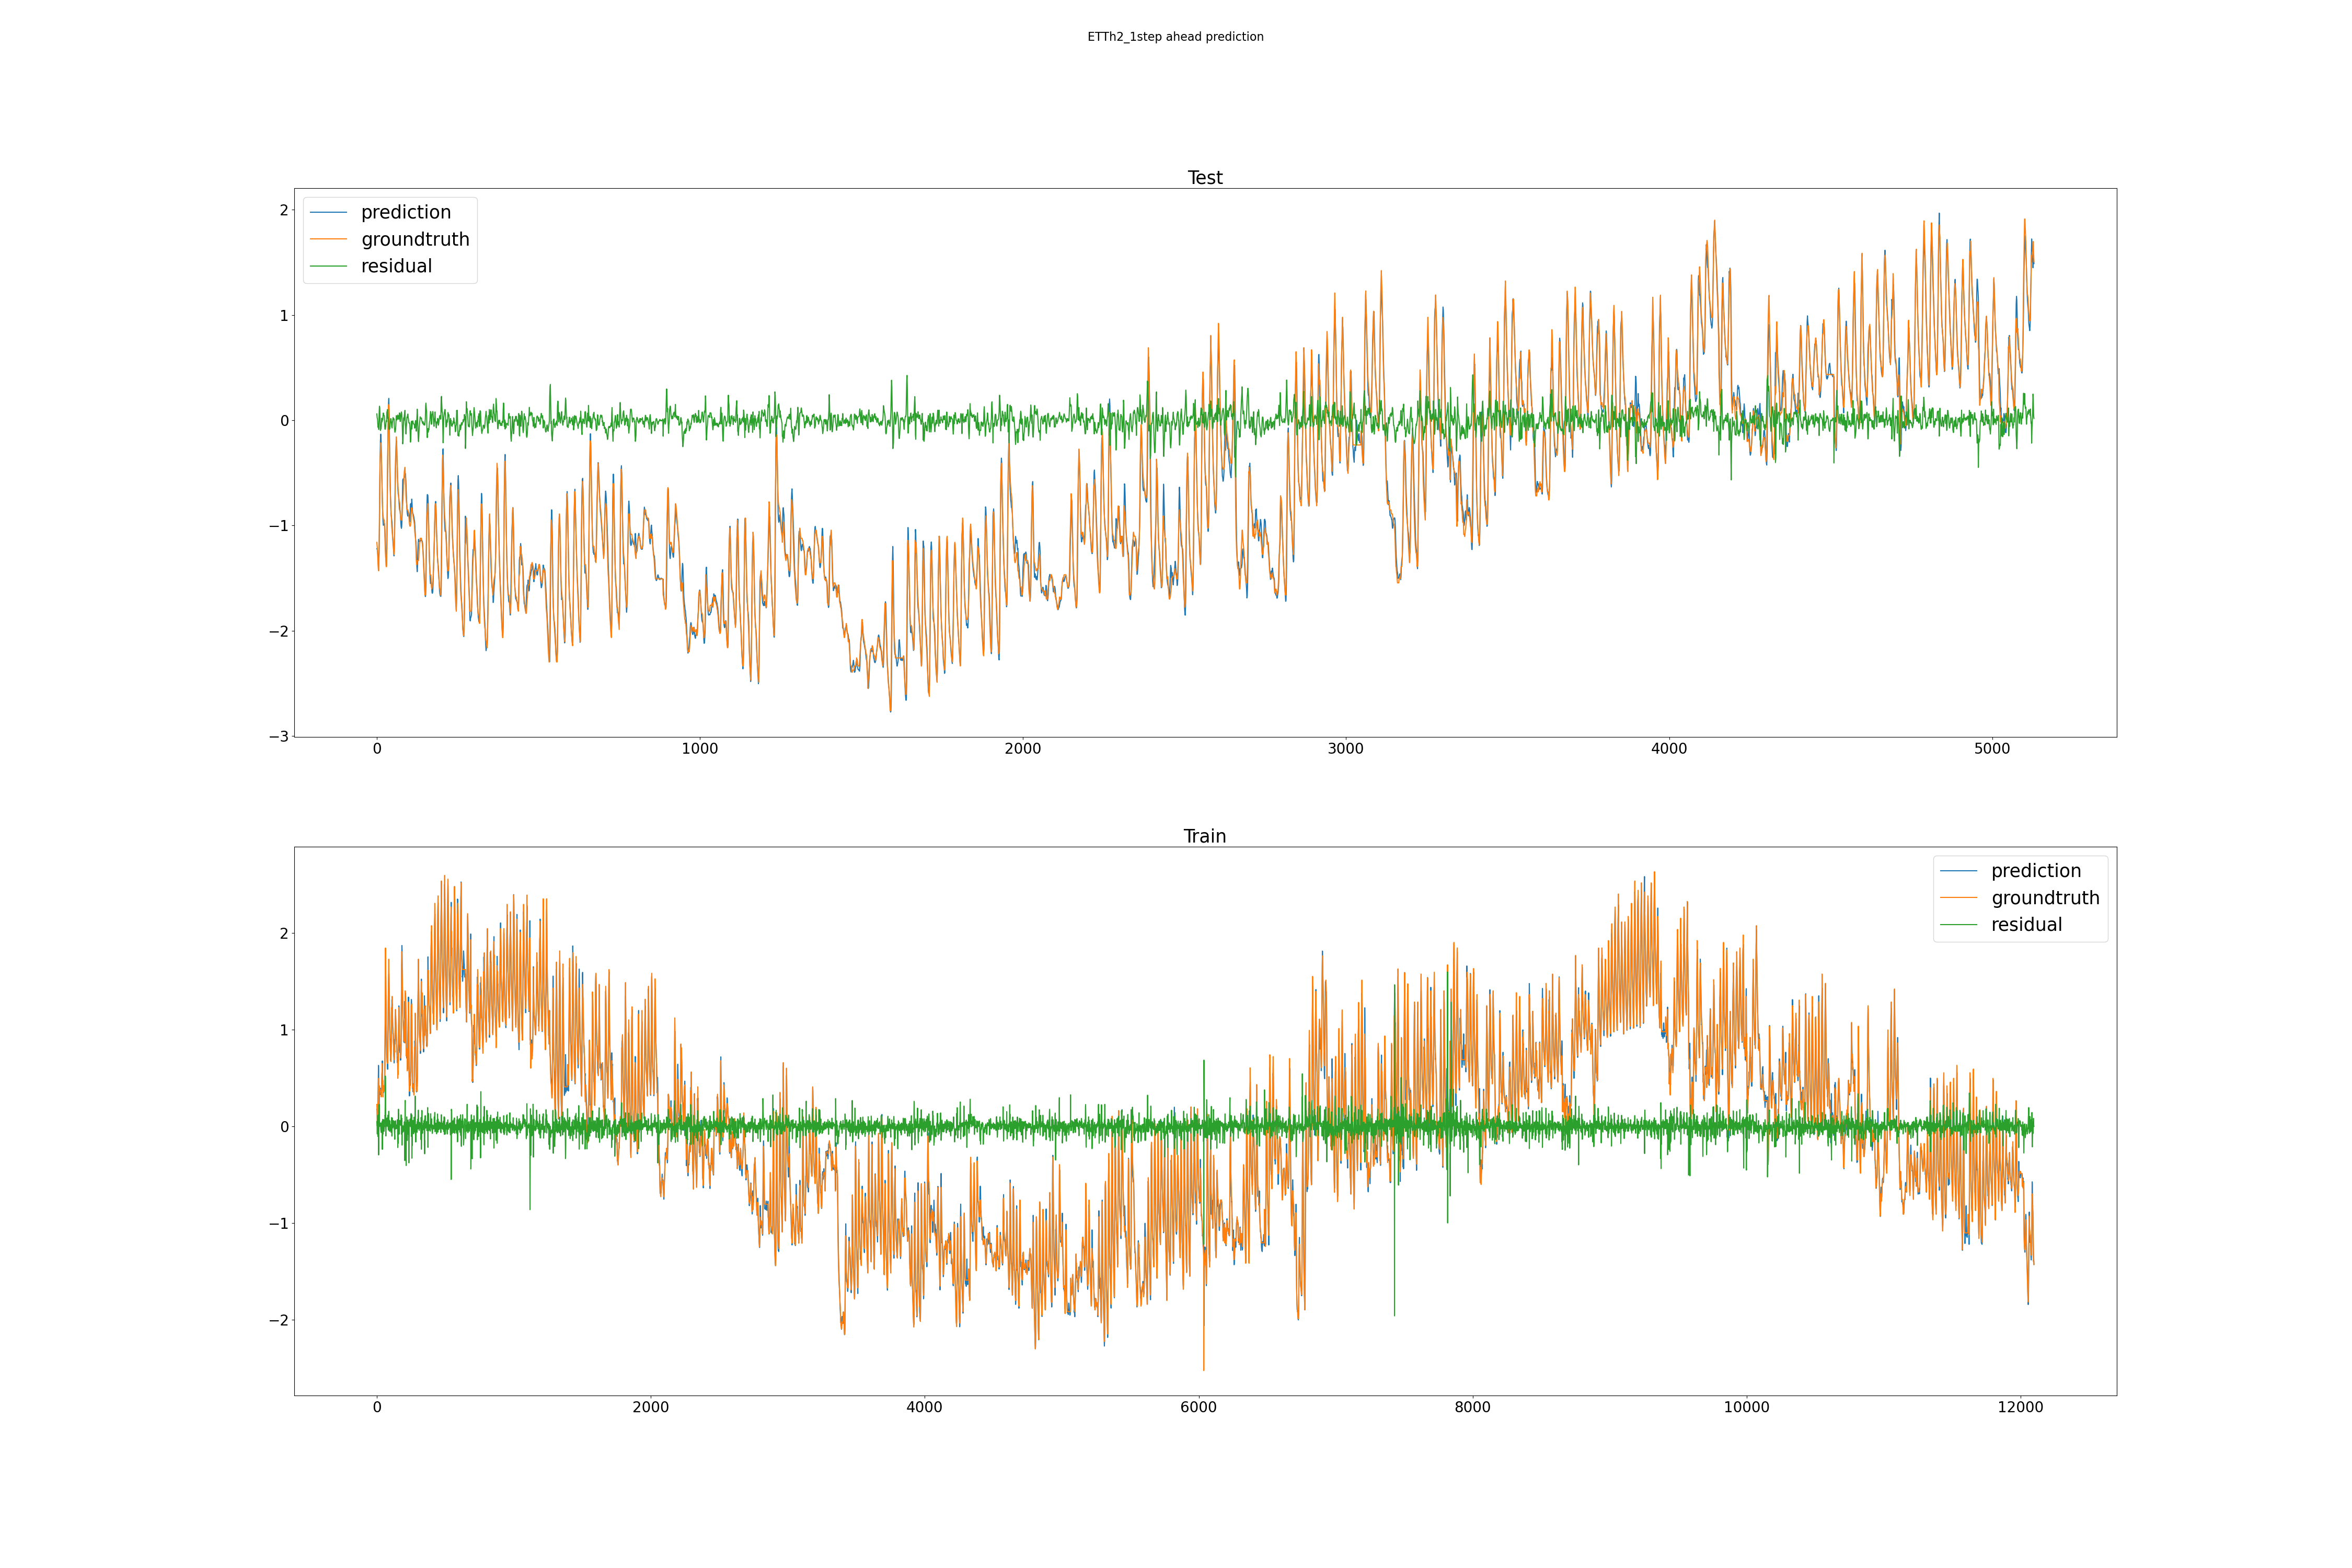 ETTh2_1step ahead prediction
Test
prediction
groundtruth
residual
2
1
0
−1
−2
−3
0 1000 2000 3000 4000 5000
Train
prediction
groundtruth
residual
2
1
0
−1
−2
0 2000 4000 6000 8000 10000 12000